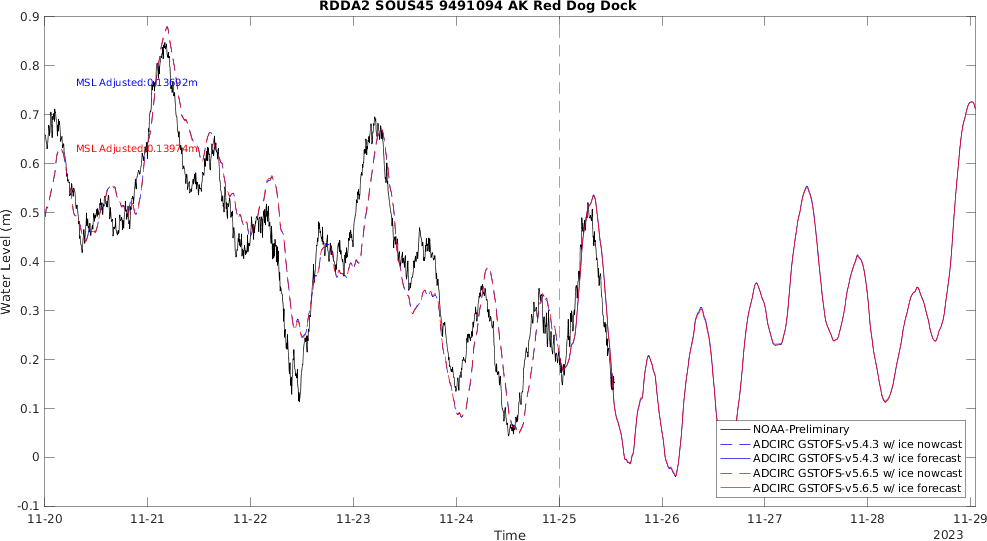 RDDA2 SOUS45 9491094 AK Red Dog Dock
0.9
0.8
0.7
0.6
0.5
0.4
0.3
0.2
0.1
0
-0.1
Water Level (m)
MSL Adjusted:0.13692m
MSL Adjusted:0.13974m
NOAA-Preliminary
ADCIRC GSTOFS-v5.4.3 w/ ice nowcast
ADCIRC GSTOFS-v5.4.3 w/ ice forecast
ADCIRC GSTOFS-v5.6.5 w/ ice nowcast
ADCIRC GSTOFS-v5.6.5 w/ ice forecast
11-20 11-21 11-22 11-23 11-24 11-25 11-26 11-27 11-28 11-29
Time
2023